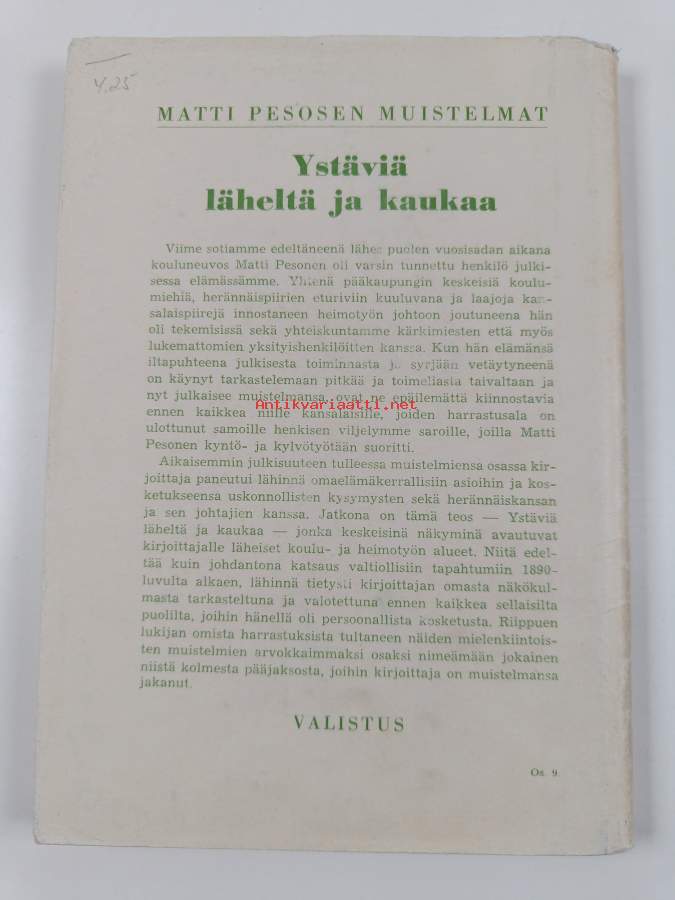 4.25
MATTI PESOSEN MUISTELMAT
Ystäviä
läheltä ja kaukaa
Viime sotiamme edeltäneenä lähes puolen vuosisadan aikana
kouluneuvos Matti Pesonen oli varsin tunnettu henkilö julki-
sessa elämässämme. Yhtenä pääkaupungin keskeisiä koulu-
miehiä, herännäispiirien eturiviin kuuluvana ja laajoja kan-
salaispiirejä innostaneen heimotyön johtoon joutuneena hän
oli tekemisissä sekä yhteiskuntamme kärkimiesten että myös
lukemattomien yksityishenkilöitten kanssa. Kun hän elämänsä
iltapuhteena julkisesta toiminnasta ja syrjään vetäytyneenä
on käynyt tarkastelemaan pitkää ja toimeliasta taivaltaan ja
nyt julkaisee muistelmansa, ovat ne epäilemättä kiinnostavia
Antikvariaatti.net
ennen kaikkea niille kansalaisille, joiden harrastusala on
ulottunut samoille henkisen viljelymme saroille, joilla Matti
Pesonen kyntö- ja kylvötyötään suoritti.
Aikaisemmin julkisuuteen tulleessa muistelmiensa osassa kir-
joittaja paneutui lähinnä omaelämäkerrallisiin asioihin ja kos-
ketukseensa uskonnollisten kysymysten sekä herännäiskansan
ja sen johtajien kanssa. Jatkona on tämä teos — Ystäviä
läheltä ja kaukaa — jonka keskeisinä näkyminä avautuvat
kirjoittajalle läheiset koulu- ja heimotyön alueet. Niitä edel-
tää kuin johdantona katsaus valtiollisiin tapahtumiin 1890-
luvulta alkaen, lähinnä tietysti kirjoittajan omasta näkökul-
masta tarkasteltuna ja valotettuna ennen kaikkea sellaisilta
puolilta, joihin hänellä oli persoonallista kosketusta. Riippuen
lukijan omista harrastuksista tultaneen näiden mielenkiintois-
ten muistelmien arvokkaimmaksi osaksi nimeämään jokainen
niistä kolmesta pääjaksosta, joihin kirjoittaja on muistelmansa
jakanut.
VALISTUS
Oa. 9